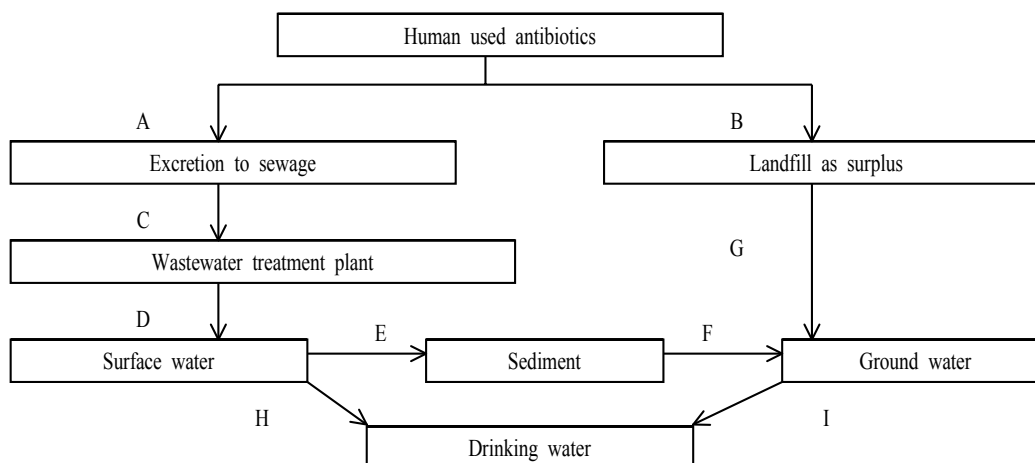 Human used antibiotics
A
B
Excretion to sewage
Landfill as surplus
C
G
Wastewater treatment plant
D
E
F
Surface water
Sediment
Ground water
H
I
Drinking water